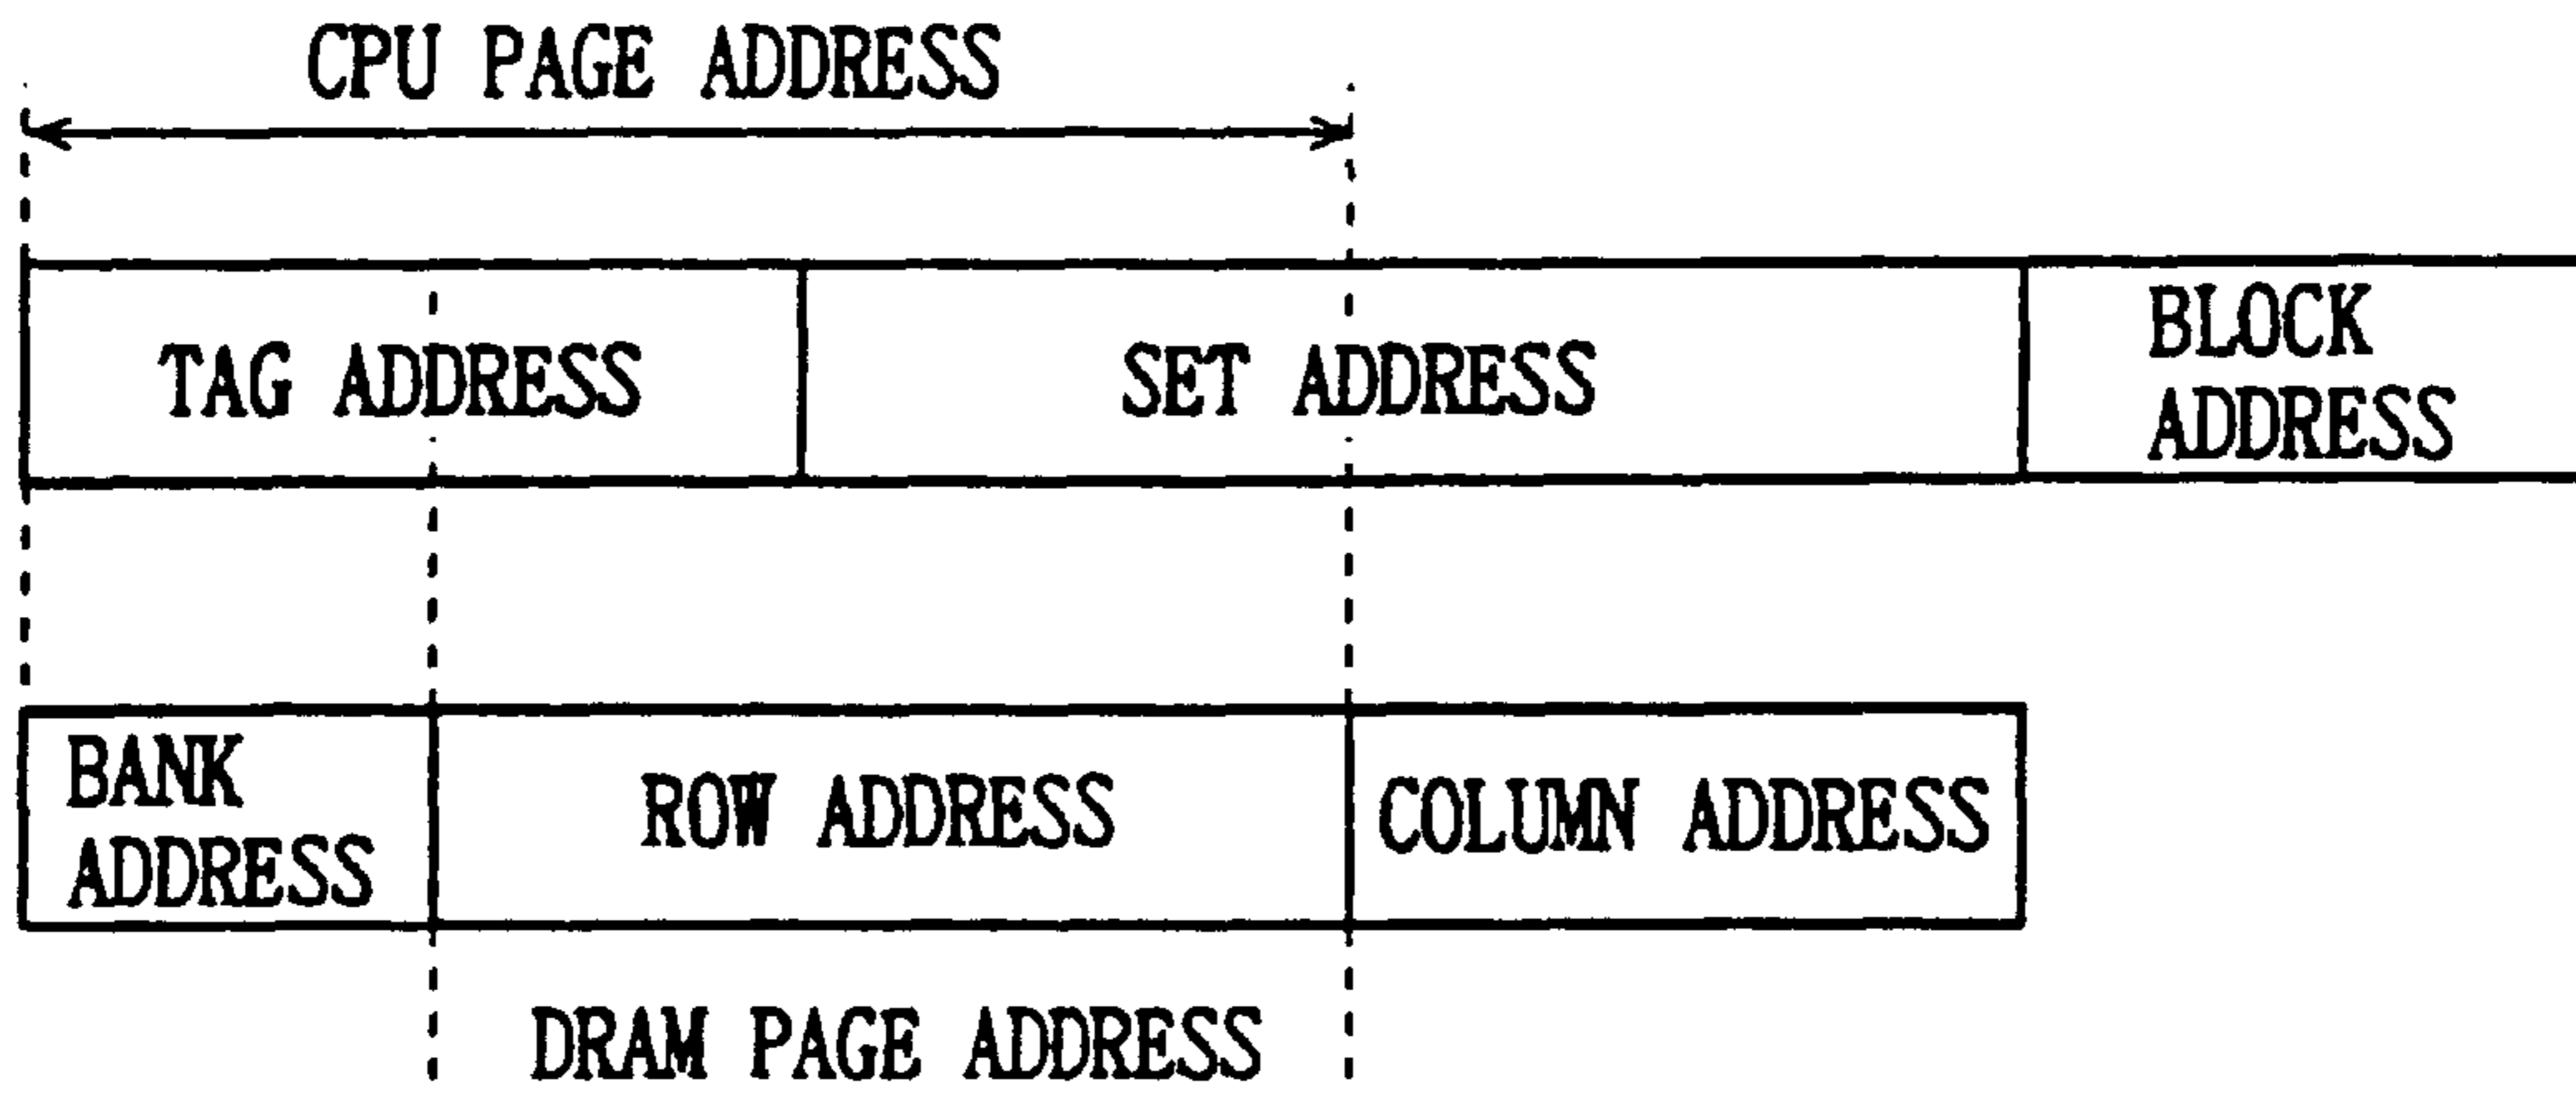 CPU PAGE ADDRESS
TAG ADDRESS
SET ADDRESS
BLOCK
ADDRESS
BANK
ADDRESS
ROW ADDRESS
COLUMN ADDRESS
DRAM PAGE ADDRESS